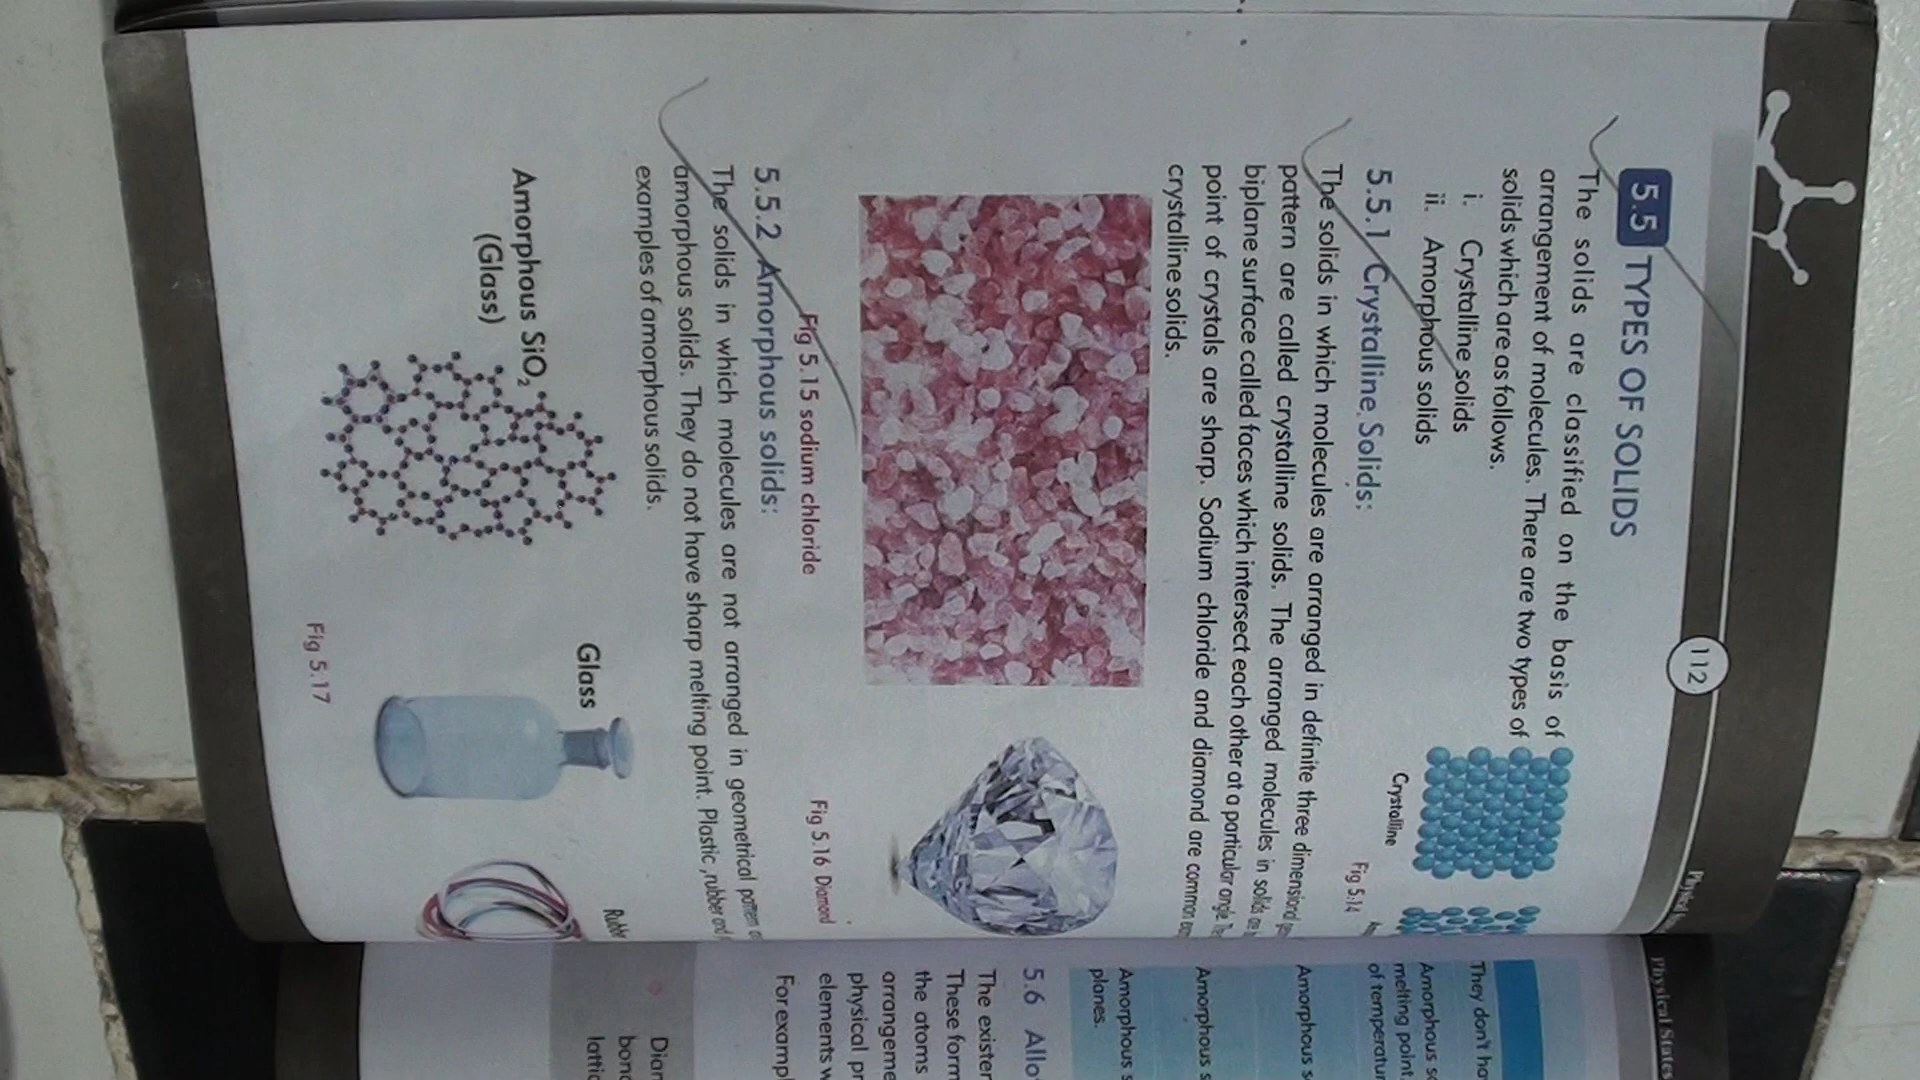 112
5.5 TYPES OF SOLIDS
The solids are classified on the basis of
arrangement of molecules. There are two types of
solids which are as follows.
i. Crystalline solids
ii. Amorphous solids
Crystalline
Fig 5.14
5.5.1 Crystalline Solids:
The solids in which molecules are arranged in definite three dimensional
pattern are called crystalline solids. The arranged molecules in solids
biplane surface called faces which intersect each other at a particular angle. The
point of crystals are sharp. Sodium chloride and diamond are common
crystalline solids.
Fig 5.15 sodium chloride
Fig 5.16 Diamond
5.5.2 Amorphous solids:
The solids in which molecules are not arranged in geometrical pattern
amorphous solids. They do not have sharp melting point. Plastic ,rubber and
examples of amorphous solids.
Amorphous SiO₂
(Glass)
Glass
Fig 5.17
Physical States
They don't
Amorphous
melting point.
Amorphous
Amorphous
Amorphous
planes.
5.6
The
These form
the atoms
physical
elements
For